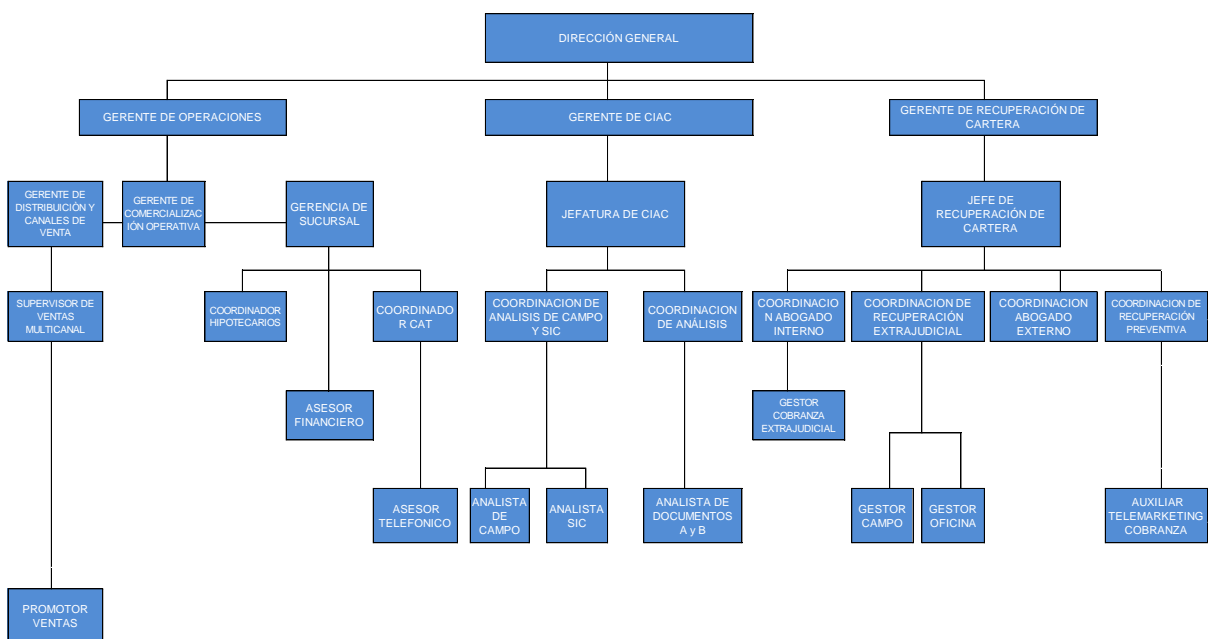 DIRECCIÓN GENERAL
GERENTE DE OPERACIONES
GERENTE DE CIAC
GERENTE DE RECUPERACIÓN DE
CARTERA
GERENTE DE
DISTRIBUCIÓN Y
CANALES DE
VENTA
GERENTE DE
COMERCIALIZAC
IÓN OPERATIVA
GERENCIA DE
SUCURSAL
JEFATURA DE CIAC
JEFE DE
RECUPERACIÓN DE
CARTERA
SUPERVISOR DE
VENTAS
MULTICANAL
COORDINADOR
HIPOTECARIOS
COORDINADO
R CAT
COORDINACION DE
ANALISIS DE CAMPO
Y SIC
COORDINACION
DE ANÁLISIS
COORDINACIO
N ABOGADO
INTERNO
COORDINACION DE
RECUPERACIÓN
EXTRAJUDICIAL
COORDINACION
ABOGADO
EXTERNO
COORDINACION DE
RECUPERACIÓN
PREVENTIVA
ASESOR
FINANCIERO
GESTOR
COBRANZA
EXTRAJUDICIAL
ASESOR
TELEFONICO
ANALISTA
DE
CAMPO
ANALISTA
SIC
ANALISTA DE
DOCUMENTOS
A y B
GESTOR
CAMPO
GESTOR
OFICINA
AUXILIAR
TELEMARKETING
COBRANZA
PROMOTOR
VENTAS